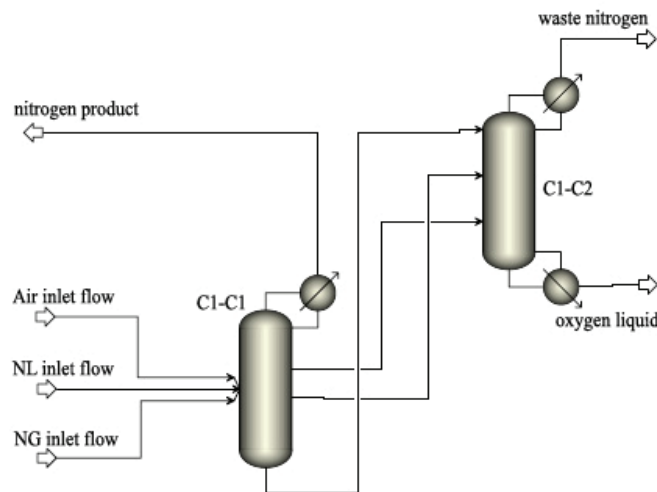 waste nitrogen
nitrogen product
C1-C2
C1-C1
Air inlet flow
oxygen liquid
NL inlet flow
NG inlet flow